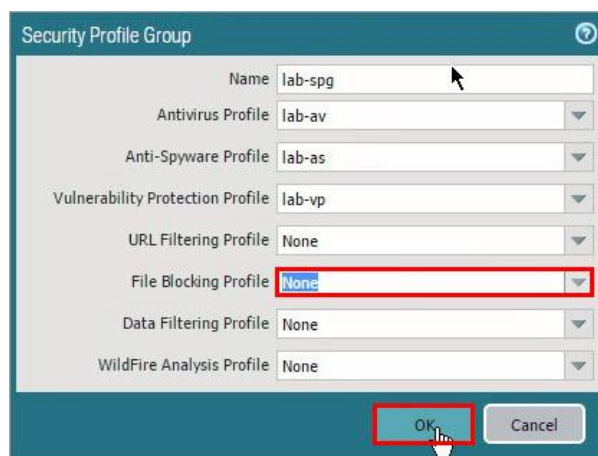 Security Profile Group
Name lab-spg
Antivirus Profile lab-av
Anti-Spyware Profile lab-as
Vulnerability Protection Profile lab-vp
URL Filtering Profile None
File Blocking Profile None
Data Filtering Profile None
WildFire Analysis Profile None
OK Cancel